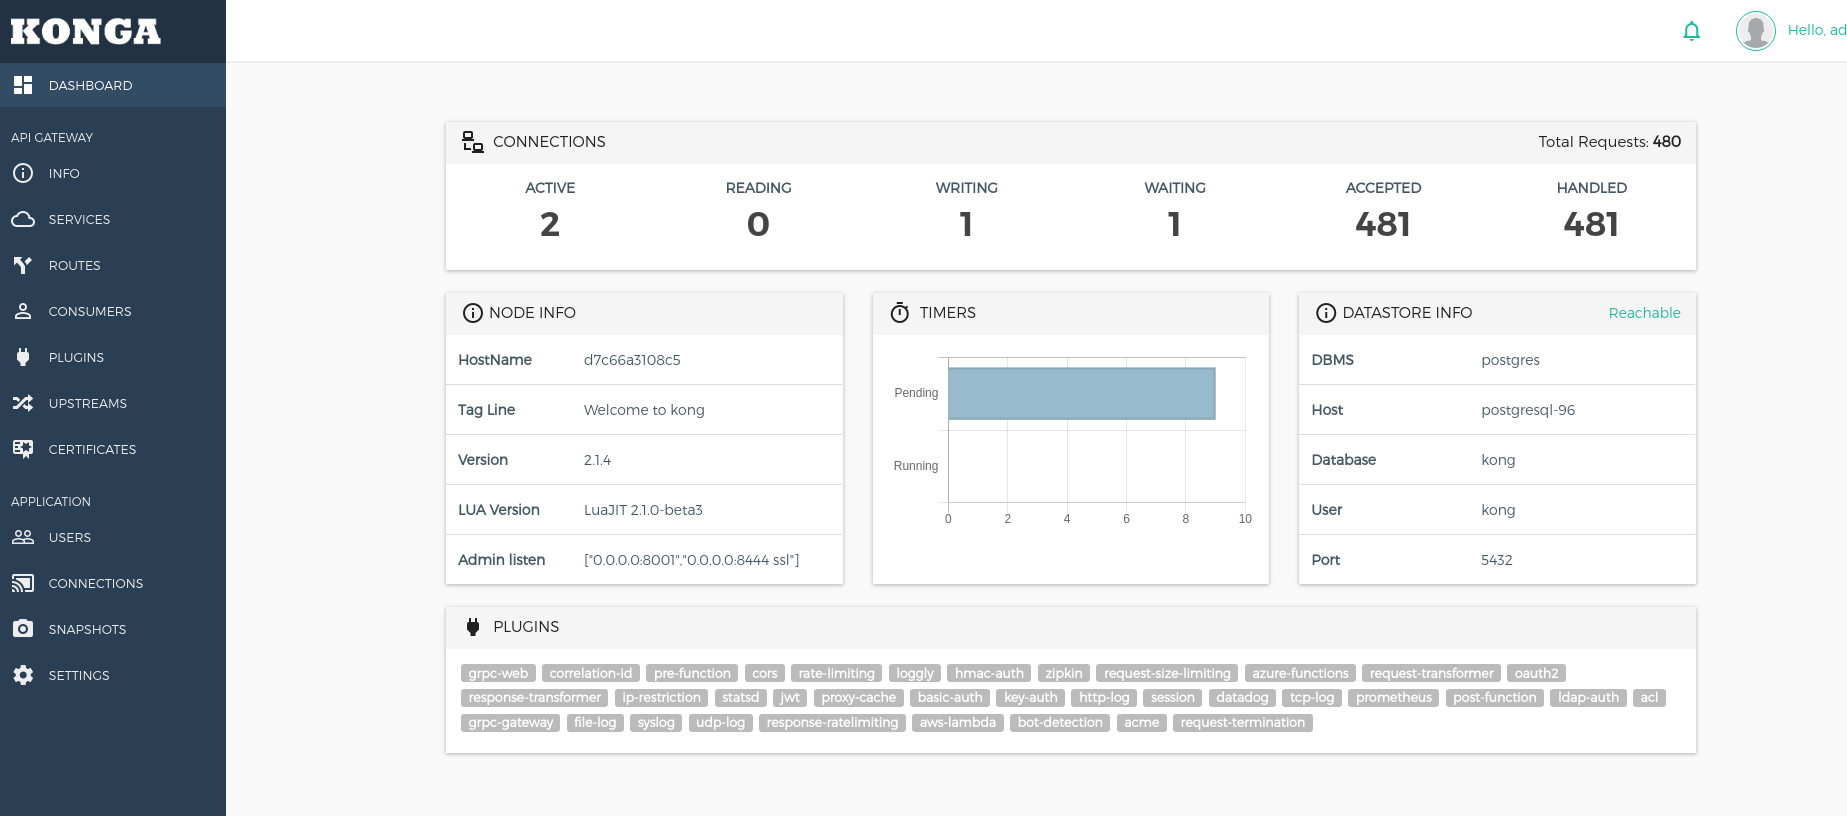 KONGA
Hello, ad
DASHBOARD
API GATEWAY
INFO
SERVICES
ROUTES
CONSUMERS
PLUGINS
UPSTREAMS
CERTIFICATES
APPLICATION
USERS
CONNECTIONS
SNAPSHOTS
SETTINGS
CONNECTIONS Total Requests: 480
ACTIVE READING WRITING WAITING ACCEPTED HANDLED
2 0 1 1 481 481
NODE INFO
HostName d7c66a3108c5
Tag Line Welcome to kong
Version 2.1.4
LUA Version LuaJIT 2.1.0-beta3
Admin listen ["0.0.0.0:8001","0.0.0.0:8444 ssl"]
TIMERS
Pending
Running
0 2 4 6 8 10
DATASTORE INFO Reachable
DBMS postgres
Host postgresql-96
Database kong
User kong
Port 5432
PLUGINS
grpc-web correlation-id pre-function cors rate-limiting loggly hmac-auth zipkin request-size-limiting azure-functions request-transformer oauth2
response-transformer ip-restriction statsd jwt proxy-cache basic-auth key-auth http-log session datadog tcp-log prometheus post-function ldap-auth acl
grpc-gateway file-log syslog udp-log response-ratelimiting aws-lambda bot-detection acme request-termination